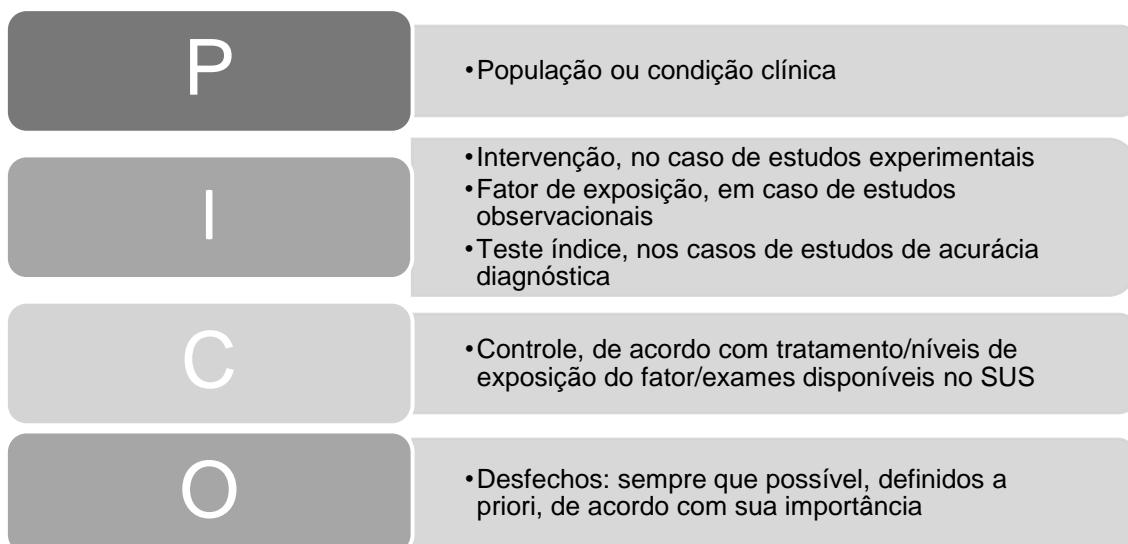 P
•População ou condição clínica
I
•Intervenção, no caso de estudos experimentais
•Fator de exposição, em caso de estudos
observacionais
•Teste índice, nos casos de estudos de acurácia
diagnóstica
C
•Controle, de acordo com tratamento/níveis de
exposição do fator/exames disponíveis no SUS
O
•Desfechos: sempre que possível, definidos a
priori, de acordo com sua importância